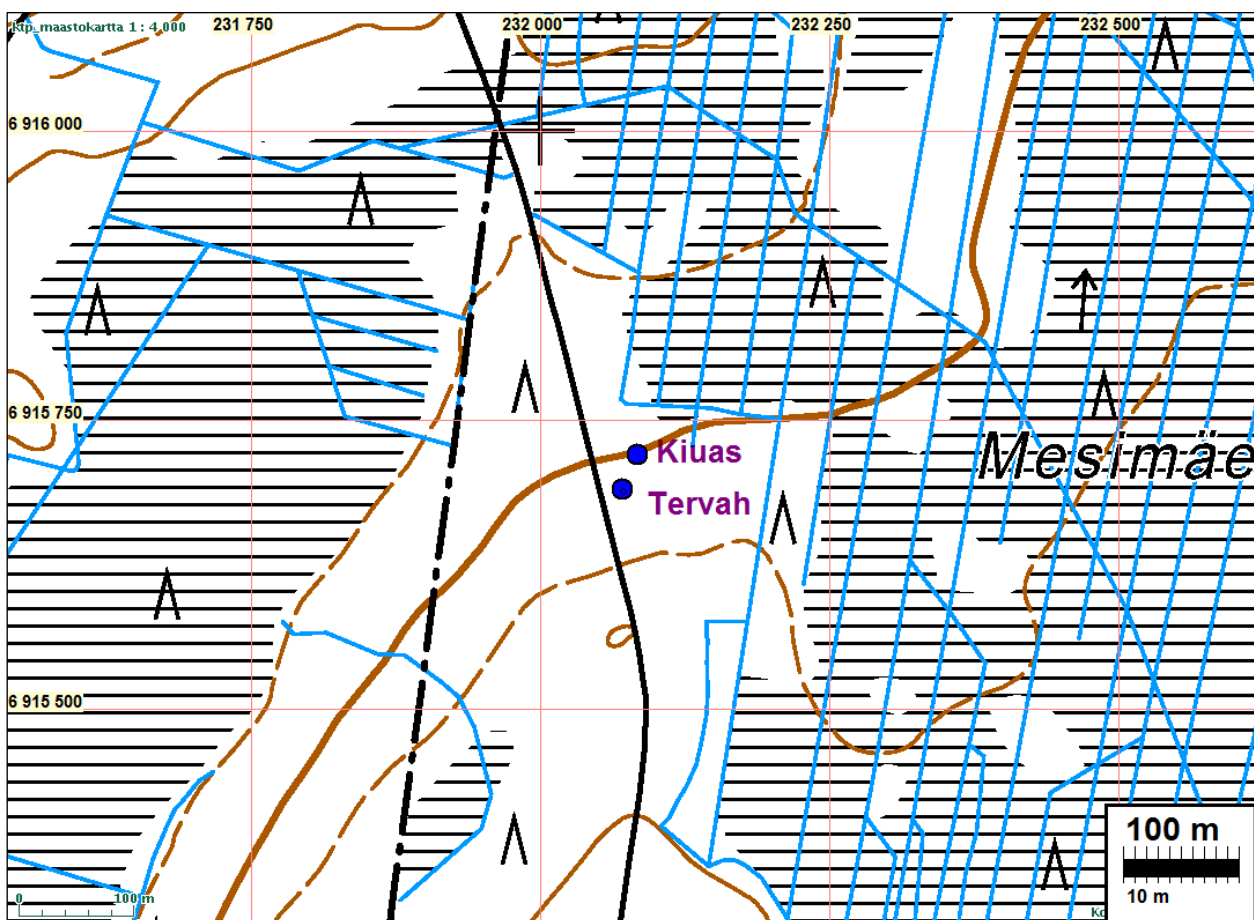 ktp_maastokartta 1 : 4 000
231 750
232 000
232 250
232 500
6 916 000
6 915 750
Kiuas
Mesimäe
Tervah
6 915 500
100 m
10 m
0
100 m
Ko